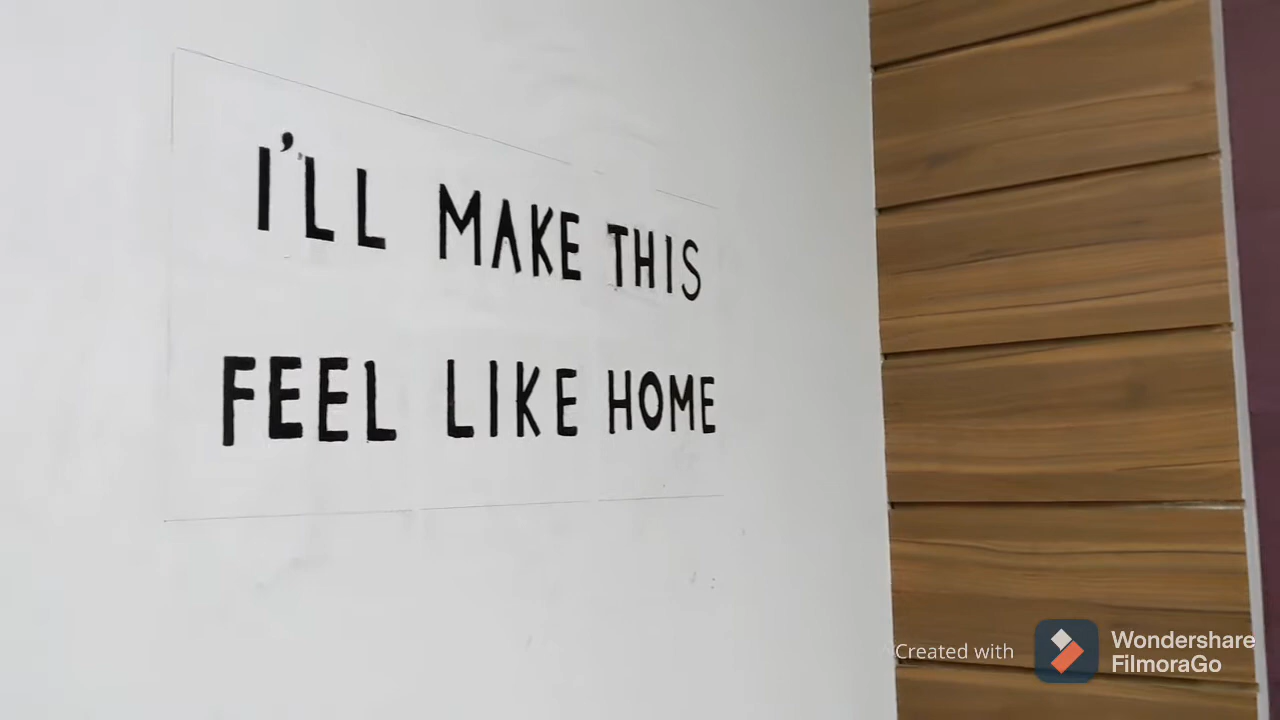 I'LL MAKE THIS
FEEL LIKE HOME
Created with
Wondershare
FilmoraGo